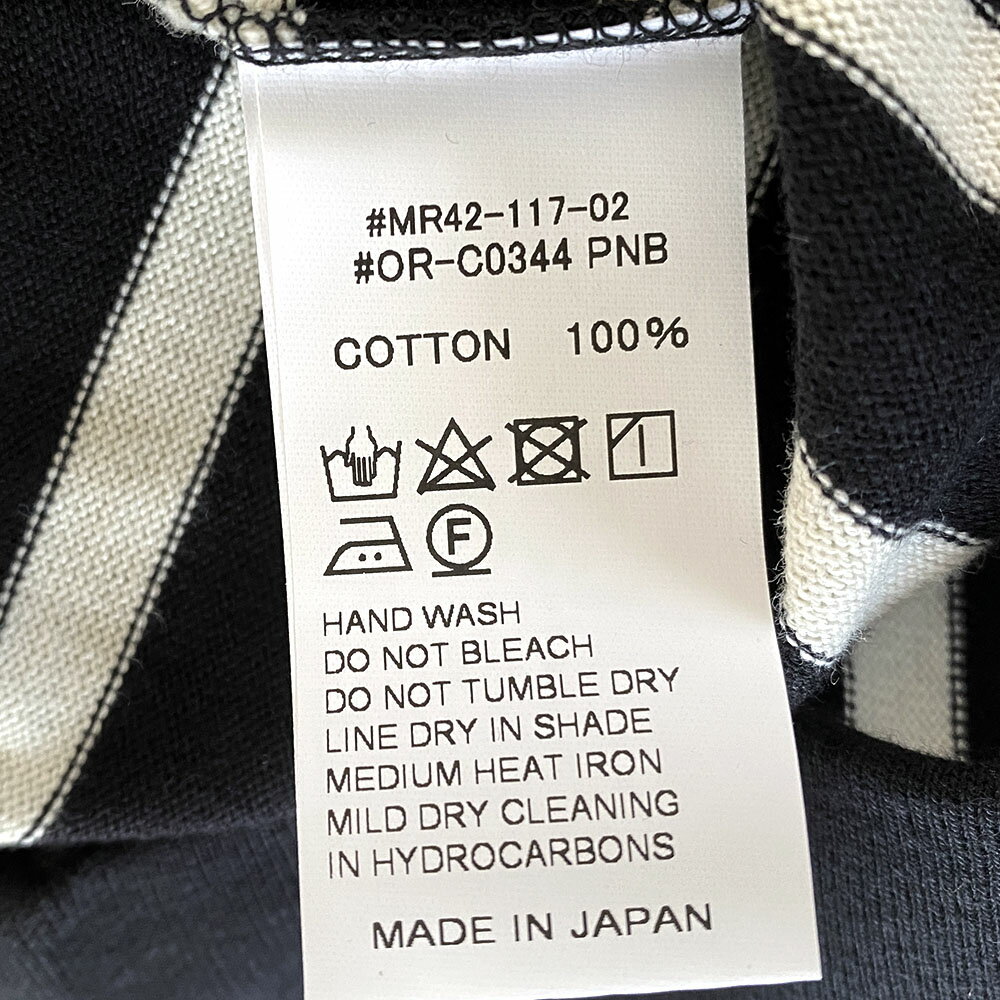 #MR42-117-02
#OR-C0344 PNB
COTTON 100%
F
HAND WASH
DO NOT BLEACH
DO NOT TUMBLE DRY
LINE DRY IN SHADE
MEDIUM HEAT IRON
MILD DRY CLEANING
IN HYDROCARBONS
MADE IN JAPAN